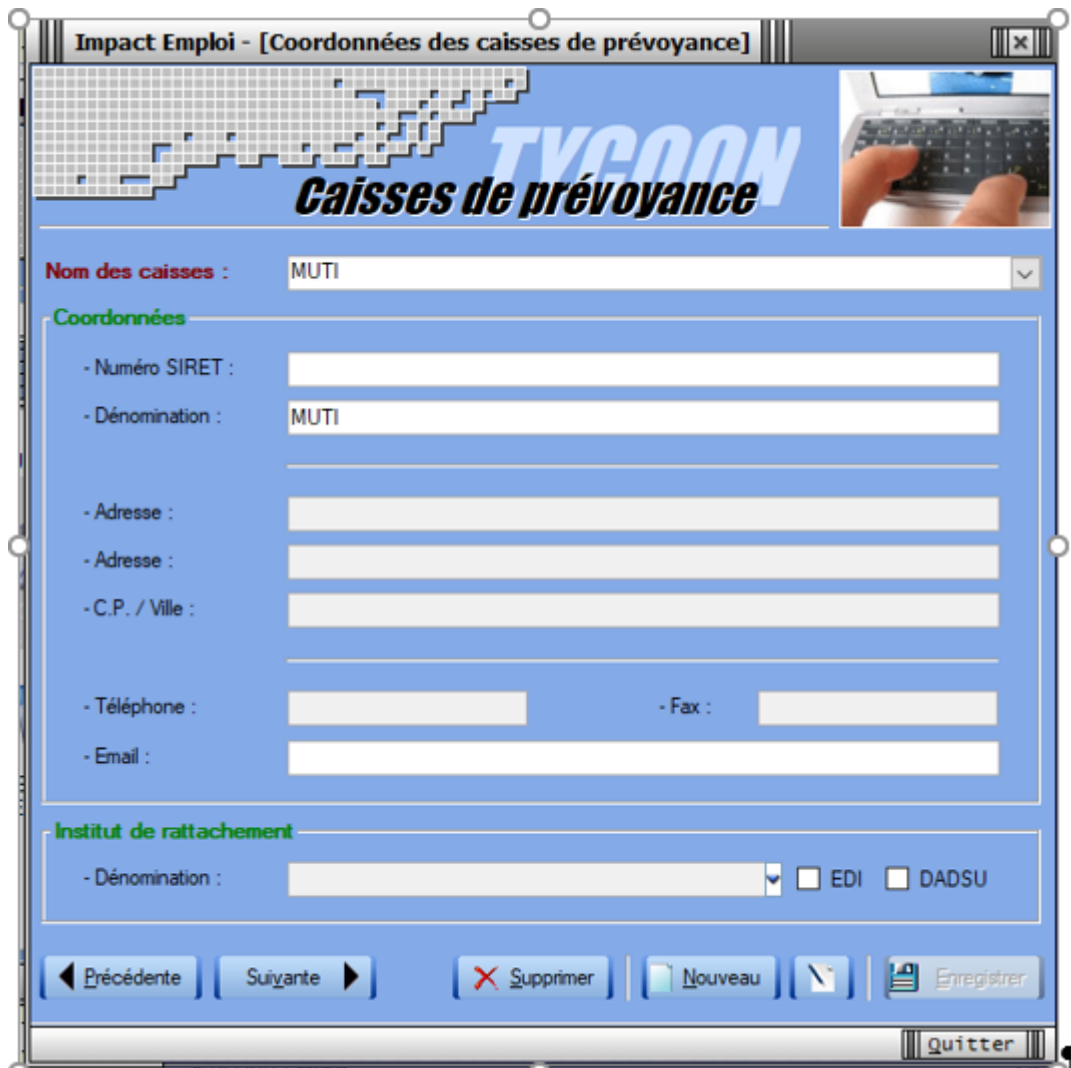 Impact Emploi - [Coordonnées des caisses de prévoyance]
TYCOON
Caisses de prévoyance
Nom des caisses : MUTI
Coordonnées
- Numéro SIRET :
- Dénomination : MUTI
- Adresse :
- Adresse :
- C.P. / Ville :
- Téléphone : - Fax :
- Email :
Institut de rattachement
- Dénomination : EDI DADSU
Précédente Suivante Supprimer Nouveau Enregistrer
Quitter
¶